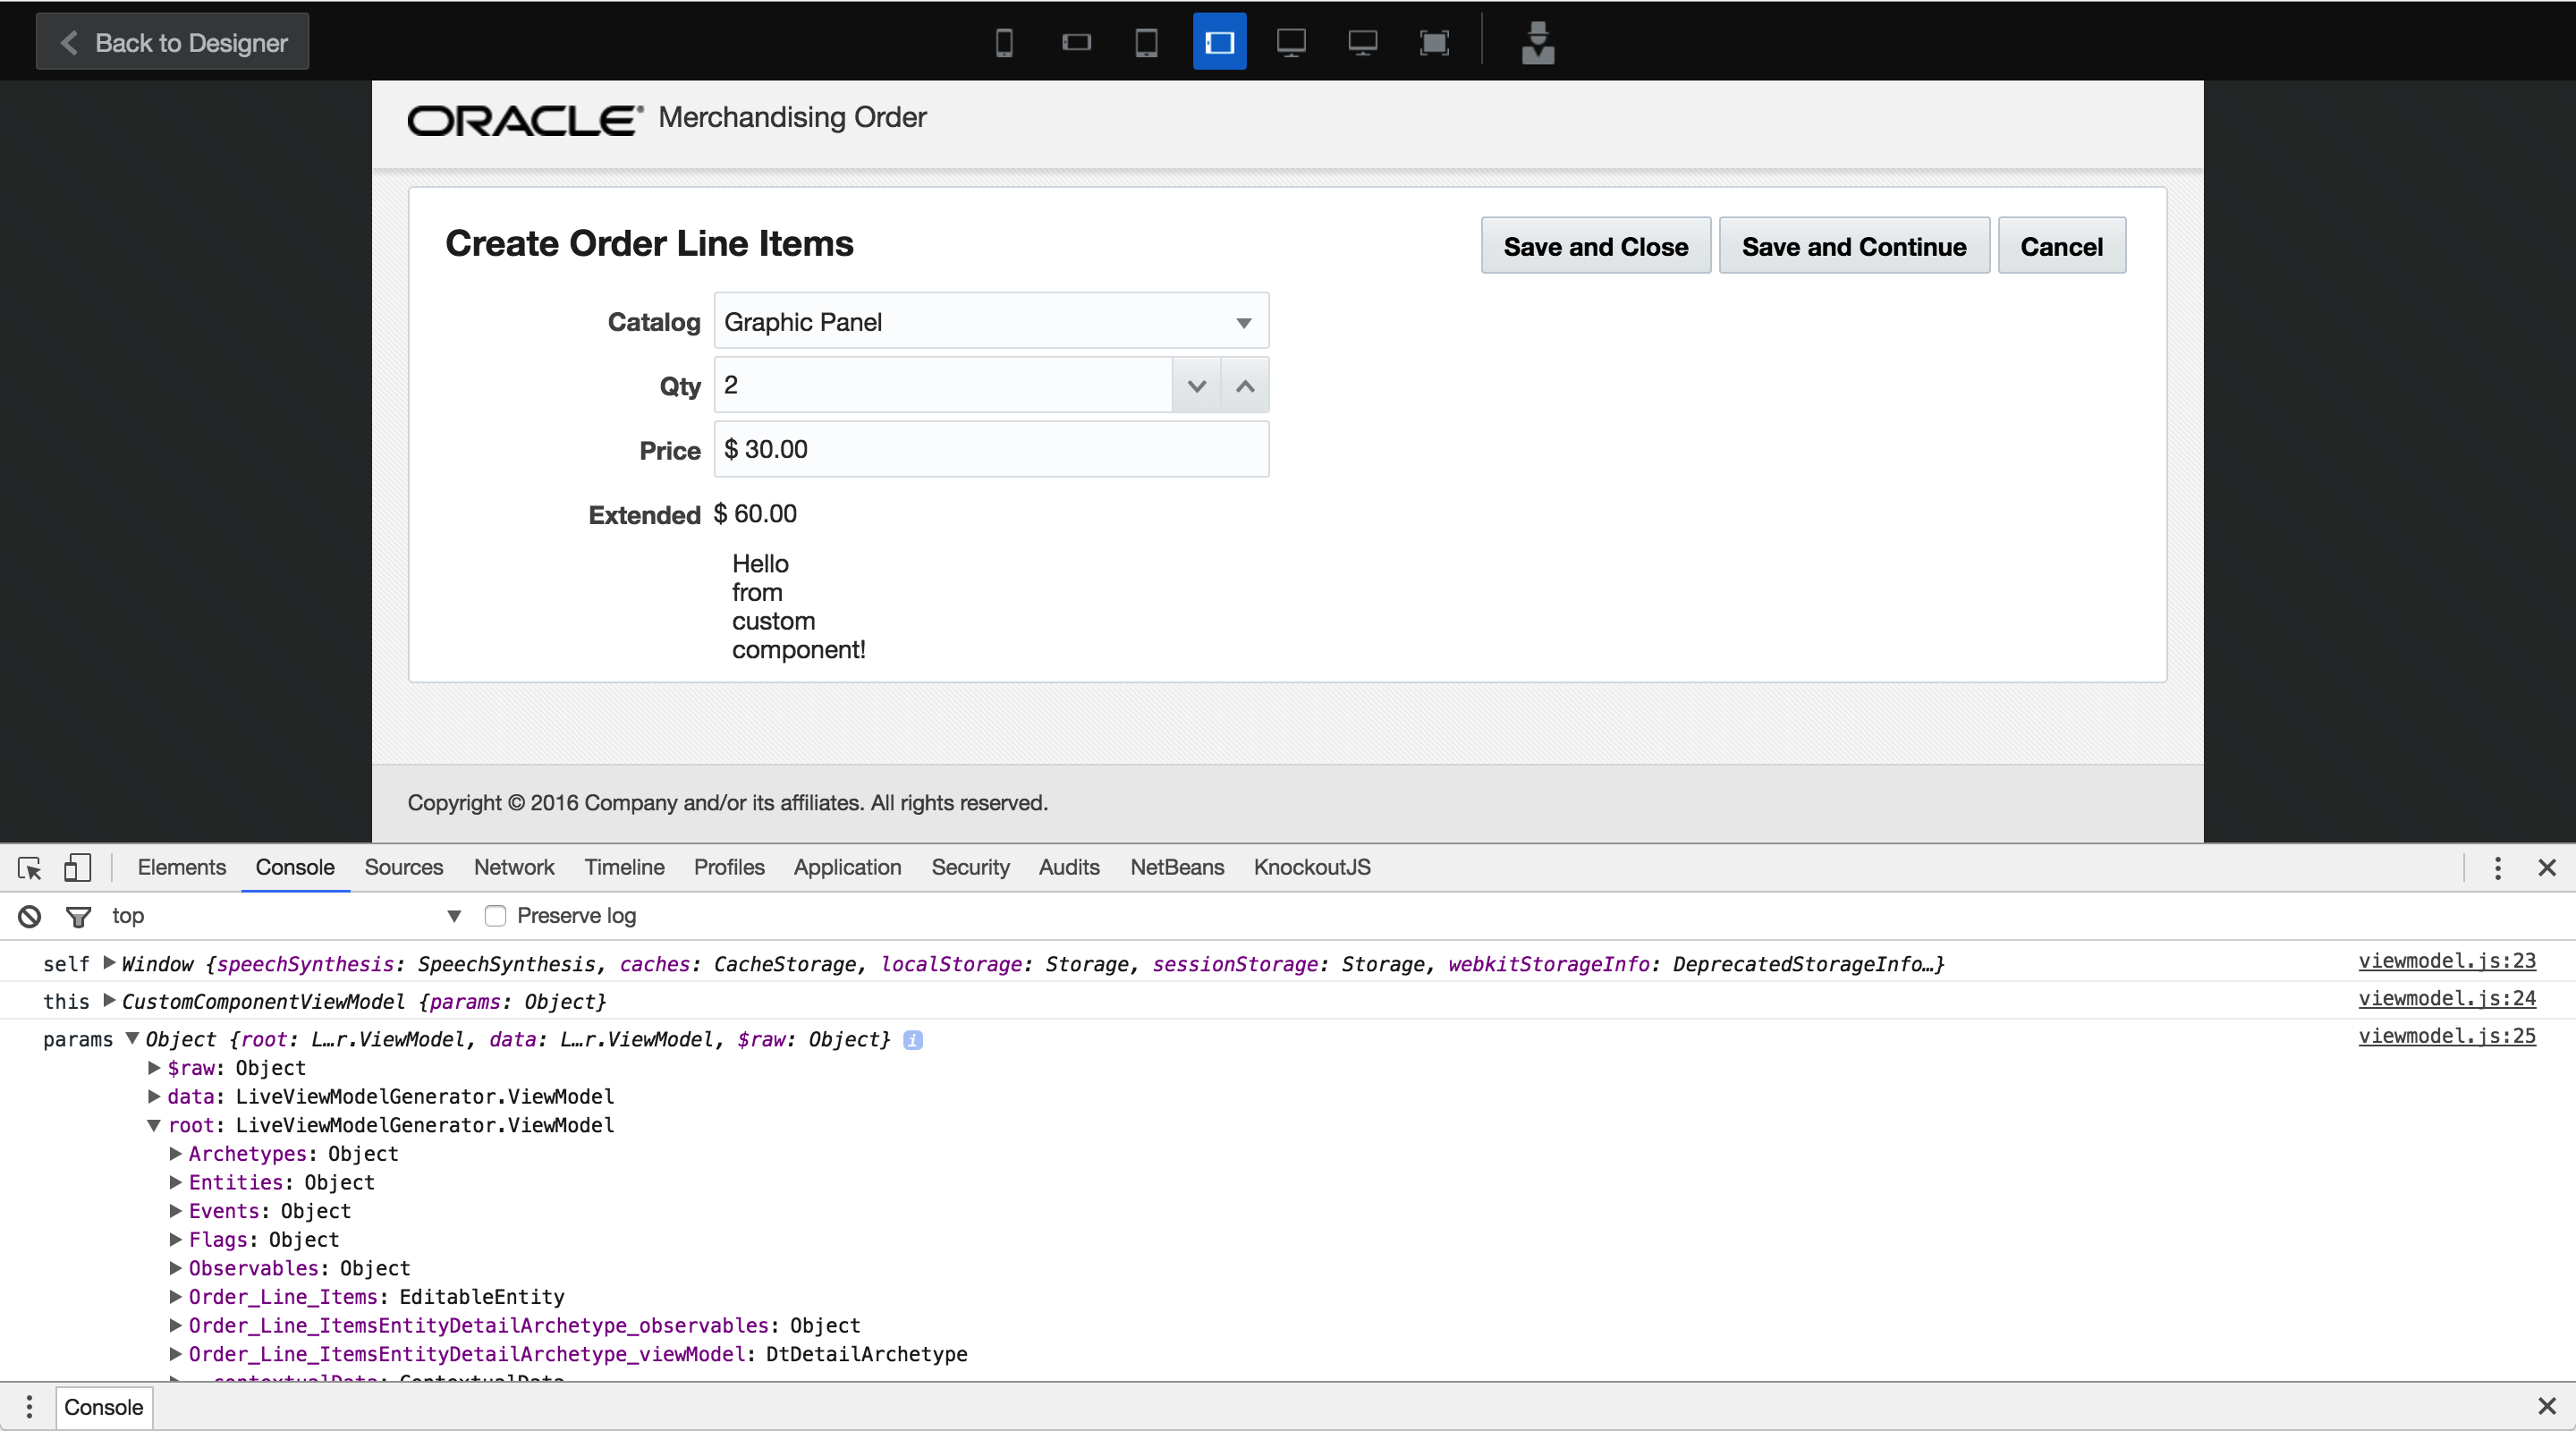 Back to Designer
ORACLE® Merchandising Order
Create Order Line Items
Save and Close
Save and Continue
Cancel
Catalog Graphic Panel
Qty 2
Price $ 30.00
Extended $ 60.00
Hello
from
custom
component!
Copyright © 2016 Company and/or its affiliates. All rights reserved.
Elements Console Sources Network Timeline Profiles Application Security Audits NetBeans KnockoutJS
top Preserve log
self Window {speechSynthesis: SpeechSynthesis, caches: CacheStorage, localStorage: Storage, sessionStorage: Storage, webkitStorageInfo: DeprecatedStorageInfo…} viewmodel.js:23
this CustomComponentViewModel {params: Object} viewmodel.js:24
params Object {root: L…r.ViewModel, data: L…r.ViewModel, $raw: Object} i viewmodel.js:25
$raw: Object
data: LiveViewModelGenerator.ViewModel
root: LiveViewModelGenerator.ViewModel
Archetypes: Object
Entities: Object
Events: Object
Flags: Object
Observables: Object
Order_Line_Items: EditableEntity
Order_Line_ItemsEntityDetailArchetype_observables: Object
Order_Line_ItemsEntityDetailArchetype_viewModel: DtDetailArchetype
contextualData: ContextualData
Console